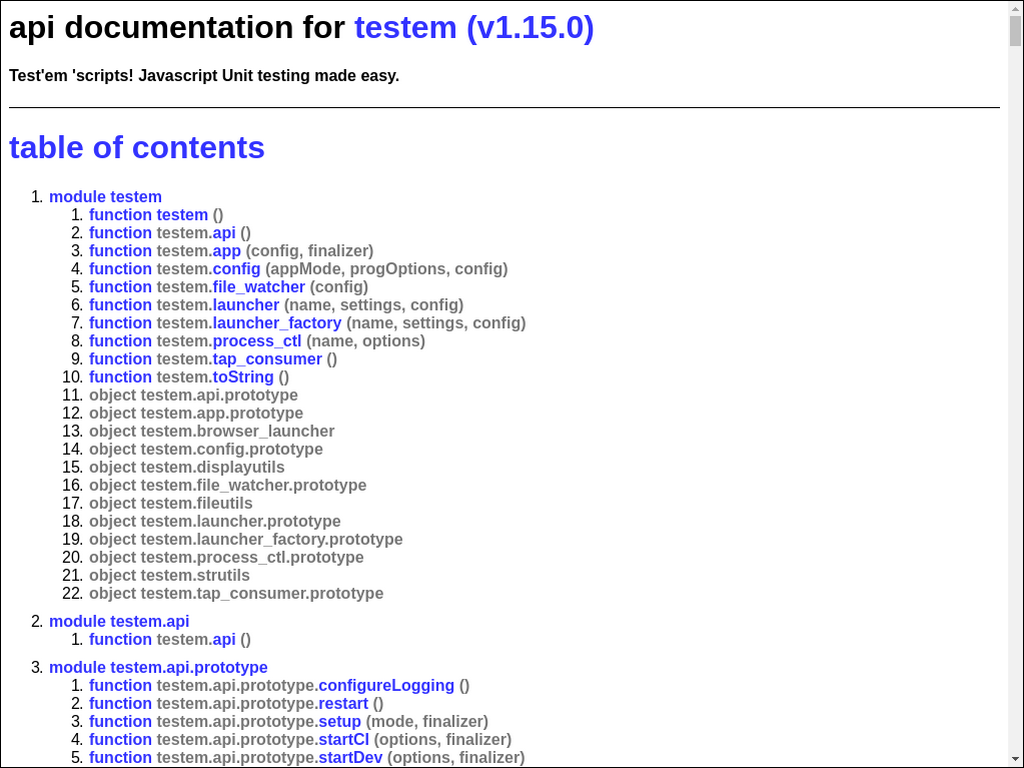 api documentation for testem (v1.15.0)
Test'em 'scripts! Javascript Unit testing made easy.
table of contents
1. module testem
1. function testem ()
2. function testem.api ()
3. function testem.app (config, finalizer)
4. function testem.config (appMode, progOptions, config)
5. function testem.file_watcher (config)
6. function testem.launcher (name, settings, config)
7. function testem.launcher_factory (name, settings, config)
8. function testem.process_ctl (name, options)
9. function testem.tap_consumer ()
10. function testem.toString ()
11. object testem.api.prototype
12. object testem.app.prototype
13. object testem.browser_launcher
14. object testem.config.prototype
15. object testem.displayutils
16. object testem.file_watcher.prototype
17. object testem.fileutils
18. object testem.launcher.prototype
19. object testem.launcher_factory.prototype
20. object testem.process_ctl.prototype
21. object testem.strutils
22. object testem.tap_consumer.prototype
2. module testem.api
1. function testem.api ()
3. module testem.api.prototype
1. function testem.api.prototype.configureLogging ()
2. function testem.api.prototype.restart ()
3. function testem.api.prototype.setup (mode, finalizer)
4. function testem.api.prototype.startCI (options, finalizer)
5. function testem.api.prototype.startDev (options, finalizer)